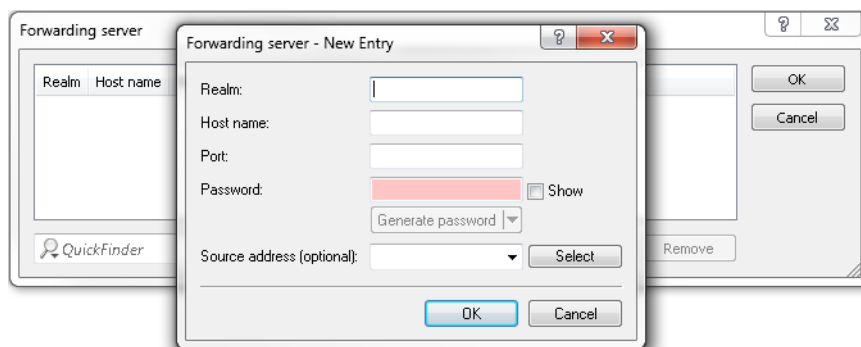 Forwarding server
Realm Host name
QuickFinder
OK
Cancel
Remove
Forwarding server - New Entry
Realm:
Host name:
Port:
Password:
Show
Generate password
Source address (optional):
Select
OK
Cancel